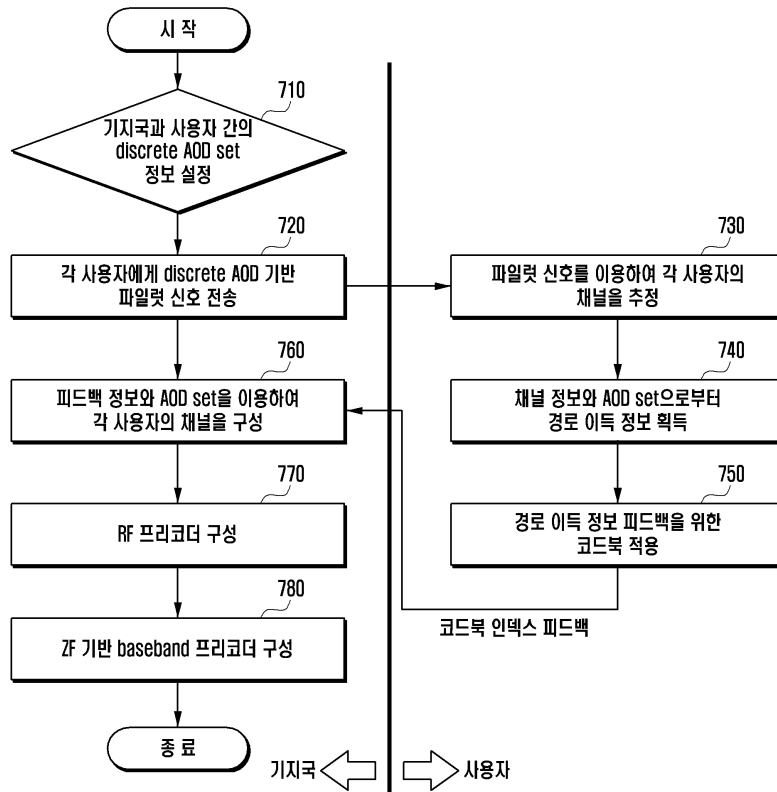 시 작
710
기지국과 사용자 간의
discrete AOD set
정보 설정
720
각 사용자에게 discrete AOD 기반
파일럿 신호 전송
730
파일럿 신호를 이용하여 각 사용자의
채널을 추정
740
채널 정보와 AOD set으로부터
경로 이득 정보 획득
750
경로 이득 정보 피드백을 위한
코드북 적용
코드북 인덱스 피드백
760
피드백 정보와 AOD set을 이용하여
각 사용자의 채널을 구성
770
RF 프리코더 구성
780
ZF 기반 baseband 프리코더 구성
종 료
기지국
사용자